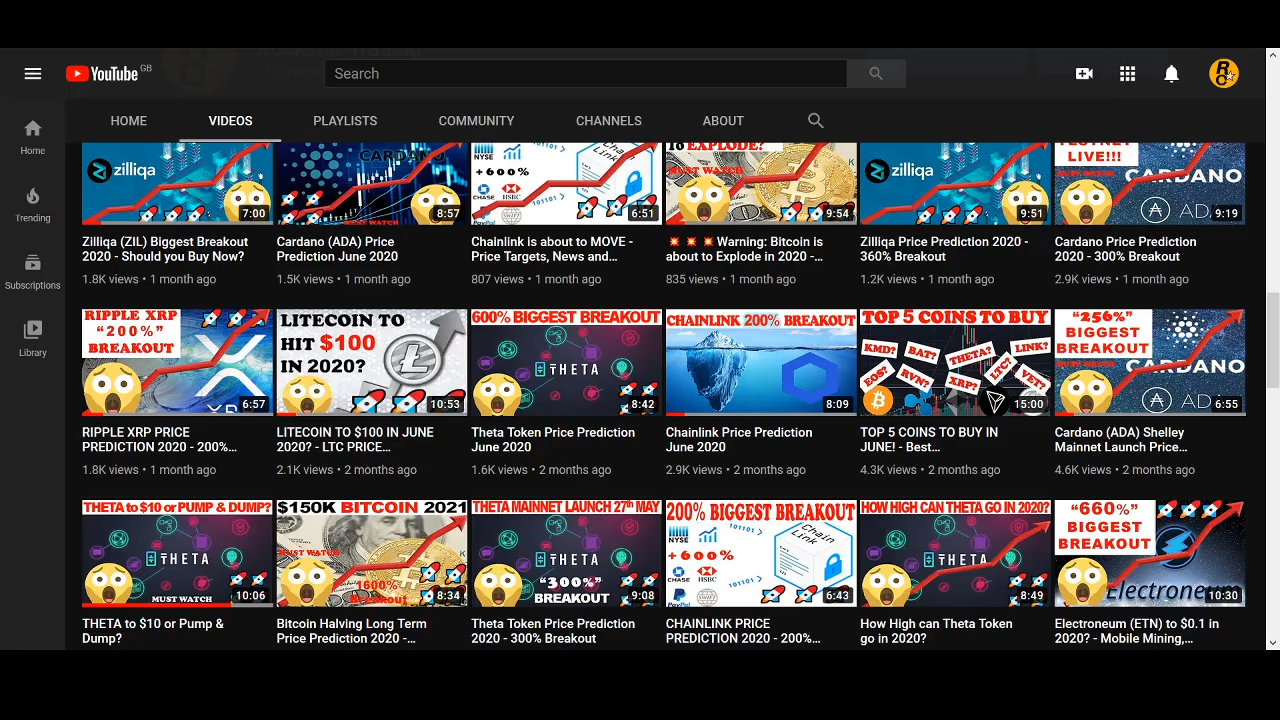 YouTube GB
Search
HOME VIDEOS PLAYLISTS COMMUNITY CHANNELS ABOUT
Home
Trending
Subscriptions
Library
zilliqa
7:00
CARDANO
MUST WATCH
8:57
NYSE
+600%
Chain Link
CHASE HSBC
101101
SWIFT
PayPal
6:51
to EXPLODE?
MUST WATCH
9:54
zilliqa
9:51
LIVE!!!
MUST WATCH
CARDANO
AD
9:19
Zilliqa (ZIL) Biggest Breakout
2020 - Should you Buy Now?
1.8K views • 1 month ago
Cardano (ADA) Price
Prediction June 2020
1.5K views • 1 month ago
Chainlink is about to MOVE -
Price Targets, News and...
807 views • 1 month ago
💥 💥 💥 Warning: Bitcoin is
about to Explode in 2020 -...
835 views • 1 month ago
Zilliqa Price Prediction 2020 -
360% Breakout
1.2K views • 1 month ago
Cardano Price Prediction
2020 - 300% Breakout
2.9K views • 1 month ago
RIPPLE XRP
“200%”
BREAKOUT
XR
6:57
LITECOIN TO
HIT $100
IN 2020?
10:53
600% BIGGEST BREAKOUT
THETA
8:42
CHAINLINK 200% BREAKOUT
8:09
TOP 5 COINS TO BUY
KMD? BAT? THETA? LINK?
EOS? RVN? XRP? LTC? VET?
15:00
“256%”
BIGGEST
BREAKOUT
CARDANO
AD
6:55
RIPPLE XRP PRICE
PREDICTION 2020 - 200%...
1.8K views • 1 month ago
LITECOIN TO $100 IN JUNE
2020? - LTC PRICE...
2.1K views • 2 months ago
Theta Token Price Prediction
June 2020
1.6K views • 2 months ago
Chainlink Price Prediction
June 2020
2.9K views • 2 months ago
TOP 5 COINS TO BUY IN
JUNE! - Best...
4.3K views • 2 months ago
Cardano (ADA) Shelley
Mainnet Launch Price...
4.6K views • 2 months ago
THETA to $10 or PUMP & DUMP?
THETA
MUST WATCH
10:06
$150K BITCOIN 2021
MUST WATCH
1600%
Breakout
8:34
THETA MAINNET LAUNCH 27th MAY
THETA
“300%”
BREAKOUT
9:08
200% BIGGEST BREAKOUT
NYSE
101101
+600%
Chain Link
CHASE HSBC
101101
PayPal SWIFT
6:43
HOW HIGH CAN THETA GO IN 2020?
THETA
8:49
“660%”
BIGGEST
BREAKOUT
Electrone
10:30
THETA to $10 or Pump &
Dump?
Bitcoin Halving Long Term
Price Prediction 2020 -...
Theta Token Price Prediction
2020 - 300% Breakout
CHAINLINK PRICE
PREDICTION 2020 - 200%...
How High can Theta Token
go in 2020?
Electroneum (ETN) to $0.1 in
2020? - Mobile Mining,...